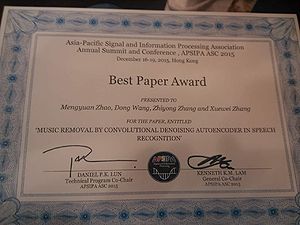 Asia-Pacific Signal and Information Processing Association
Annual Summit and Conference , APSIPA ASC 2015
December 16-19, 2015, Hong Kong
Best Paper Award
PRESENTED TO
Mengyuan Zhao, Dong Wang, Zhiyong Zhang and Xuewei Zhang
FOR THE PAPER, ENTITLED
'MUSIC REMOVAL BY CONVOLUTIONAL DENOISING AUTOENCODER IN SPEECH
RECOGNITION'
APSIPA
DANIEL P.K. LUN
Technical Program Co-Chair
APSIPA ASC 2015
KENNETH K.M. LAM
General Co-Chair
APSIPA ASC 2015